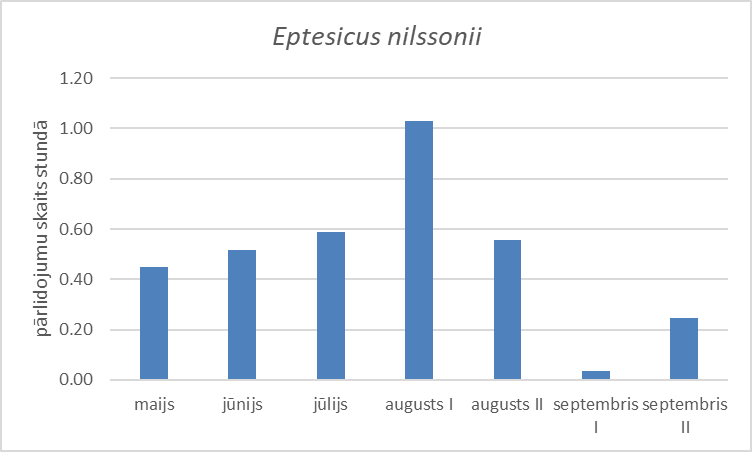 Eptesicus nilssonii
pārlidojumu skaits stundā
1.20
1.00
0.80
0.60
0.40
0.20
0.00
maijs
jūnijs
jūlijs
augusts I
augusts II
septembris
I
septembris
II